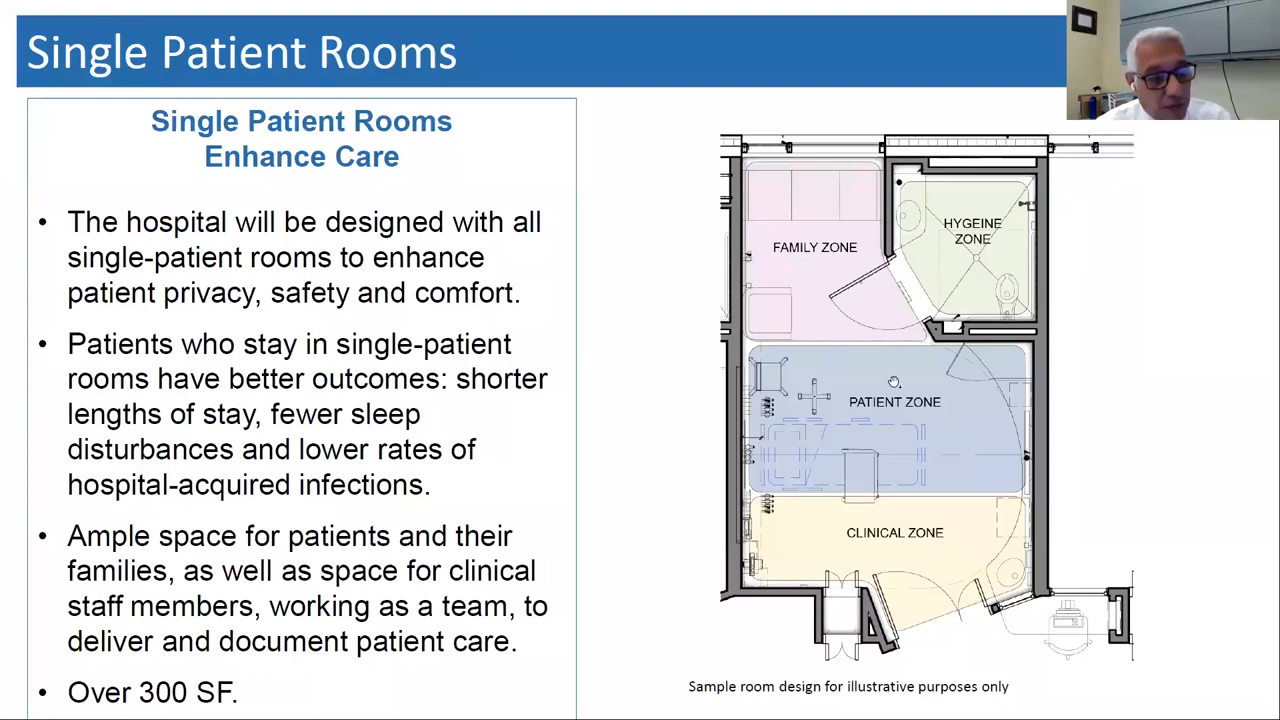 Single Patient Rooms
Single Patient Rooms
Enhance Care
• The hospital will be designed with all
single-patient rooms to enhance
patient privacy, safety and comfort.
• Patients who stay in single-patient
rooms have better outcomes: shorter
lengths of stay, fewer sleep
disturbances and lower rates of
hospital-acquired infections.
• Ample space for patients and their
families, as well as space for clinical
staff members, working as a team, to
deliver and document patient care.
• Over 300 SF.
FAMILY ZONE
HYGEINE
ZONE
PATIENT ZONE
CLINICAL ZONE
Sample room design for illustrative purposes only